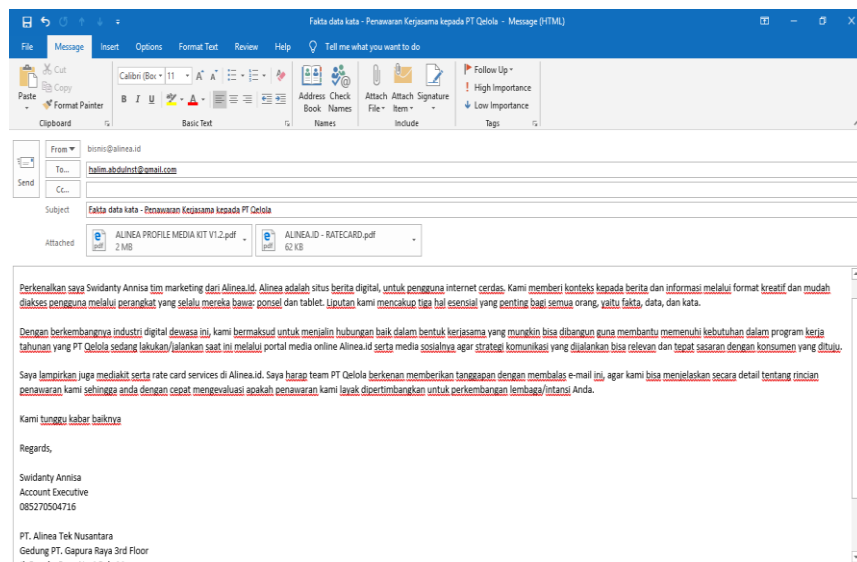 Fakta data kata - Penawaran Kerjasama kepada PT Qelola - Message (HTML)
File Message Insert Options Format Text Review Help Tell me what you want to do
Cut
Copy
Format Painter
Paste
Calibri (Boc 11
B I U
Address Book
Check Names
Attach File
Attach Item
Signature
Follow Up
High Importance
Low Importance
Clipboard Basic Text Names Include Tags
Send
From bisnis@alinea.id
To... halim.abdulnst@gmail.com
Cc...
Subject Fakta data kata - Penawaran Kerjasama kepada PT Qelola
Attached ALINEA PROFILE MEDIA KIT V1.2.pdf 2 MB ALINEA.ID - RATECARD.pdf 62 KB
Perkenalkan saya Swidanty Annisa tim marketing dari Alinea.Id. Alinea adalah situs berita digital, untuk pengguna internet cerdas. Kami memberi konteks kepada berita dan informasi melalui format kreatif dan mudah
diakses pengguna melalui perangkat yang selalu mereka bawa: ponsel dan tablet. Liputan kami mencakup tiga hal esensial yang penting bagi semua orang, yaitu fakta, data, dan kata.
Dengan berkembangnya industri digital dewasa ini, kami bermaksud untuk menjalin hubungan baik dalam bentuk kerjasama yang mungkin bisa dibangun guna membantu memenuhi kebutuhan dalam program kerja
tahunan yang PT Qelola sedang lakukan/jalankan saat ini melalui portal media online Alinea.id serta media sosialnya agar strategi komunikasi yang dijalankan bisa relevan dan tepat sasaran dengan konsumen yang dituju.
Saya lampirkan juga mediakit serta rate card services di Alinea.id. Saya harap team PT Qelola berkenan memberikan tanggapan dengan membalas e-mail ini, agar kami bisa menjelaskan secara detail tentang rincian
penawaran kami sehingga anda dengan cepat mengevaluasi apakah penawaran kami layak dipertimbangkan untuk perkembangan lembaga/intansi Anda.
Kami tunggu kabar baiknya
Regards,
Swidanty Annisa
Account Executive
085270504716
PT. Alinea Tek Nusantara
Gedung PT. Gapura Raya 3rd Floor